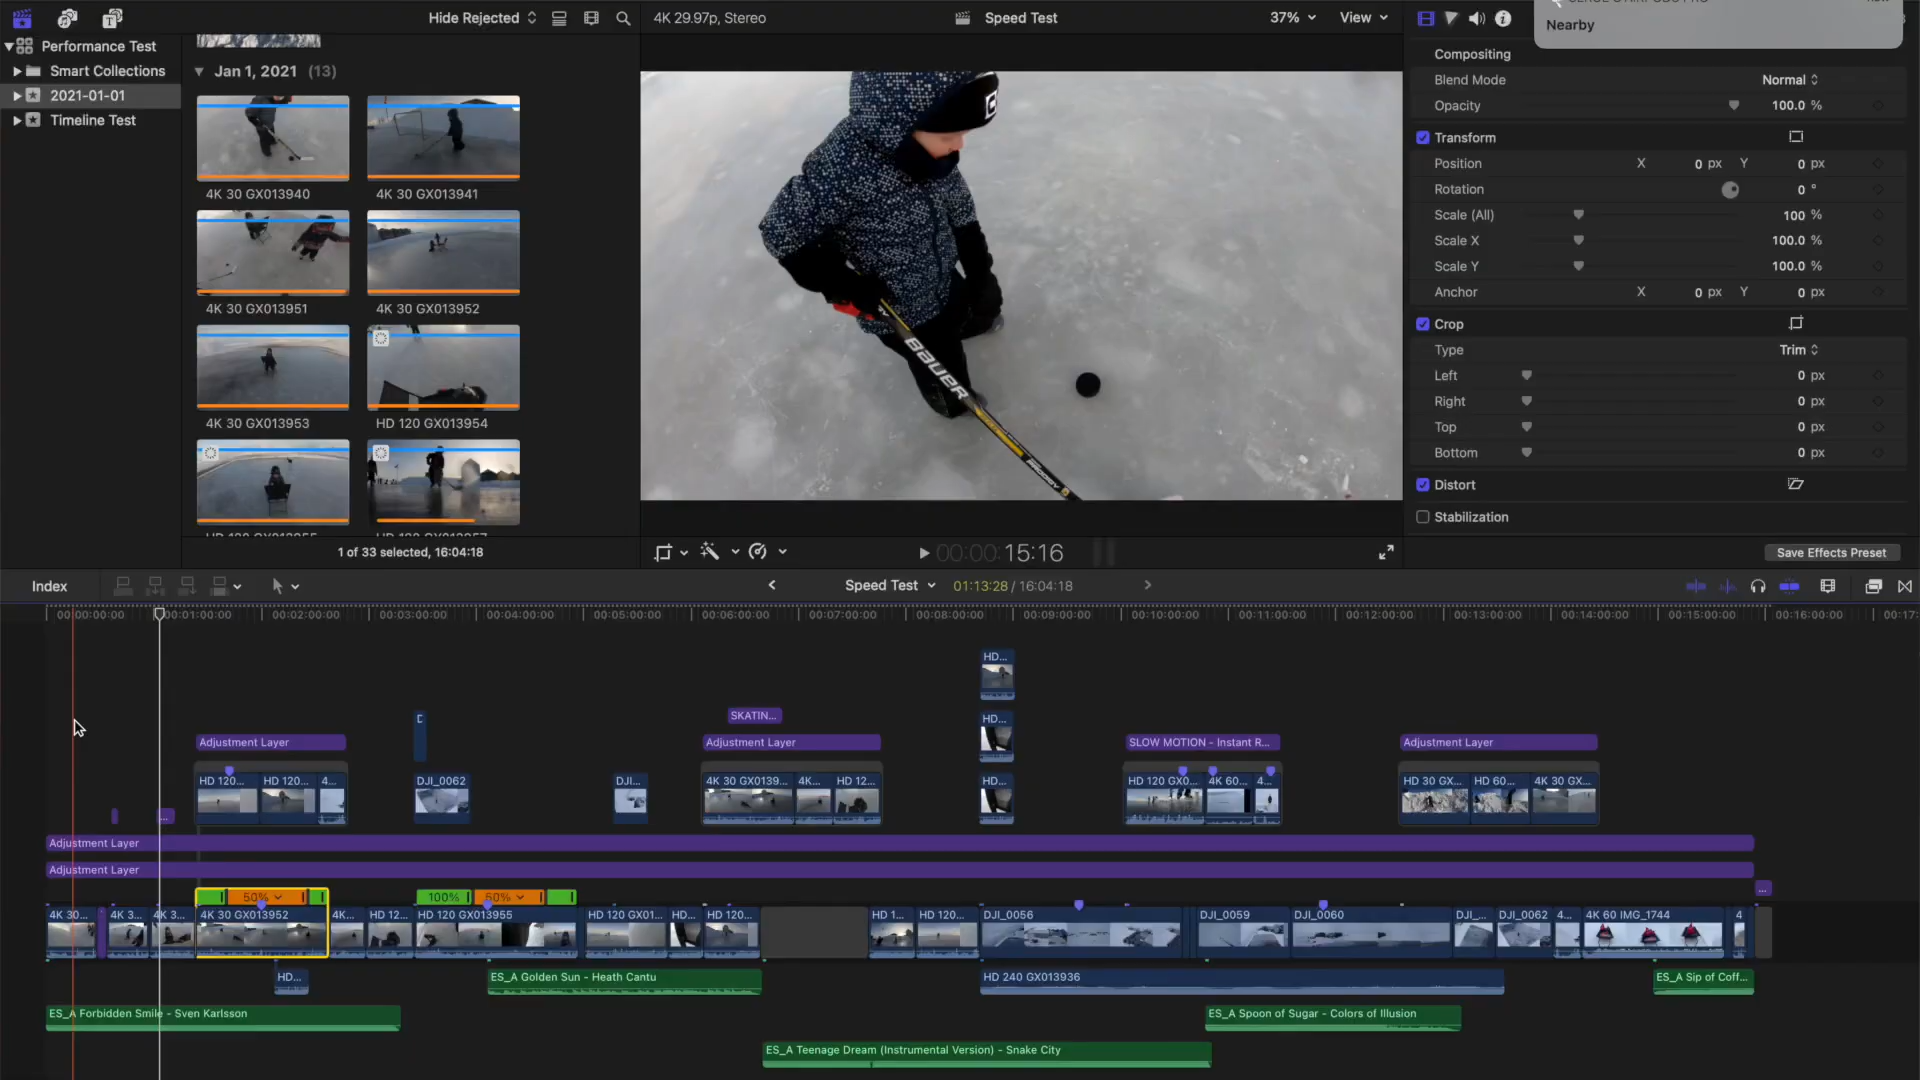 Hide Rejected
4K 29.97p, Stereo
Speed Test
37%
View
Nearby
Performance Test
Smart Collections
2021-01-01
Timeline Test
Jan 1, 2021 (13)
4K 30 GX013940
4K 30 GX013941
4K 30 GX013951
4K 30 GX013952
4K 30 GX013953
HD 120 GX013954
BAUER
PRODIGY
Compositing
Blend Mode
Normal
Opacity
100.0 %
Transform
Position
X 0 px Y 0 px
Rotation
0 °
Scale (All)
100 %
Scale X
100.0 %
Scale Y
100.0 %
Anchor
X 0 px Y 0 px
Crop
Type
Trim
Left
0 px
Right
0 px
Top
0 px
Bottom
0 px
Distort
Stabilization
Save Effects Preset
1 of 33 selected, 16:04:18
00:00:15:16
Index
Speed Test
01:13:28 / 16:04:18
00:00:00:00
00:01:00:00
00:02:00:00
00:03:00:00
00:04:00:00
00:05:00:00
00:06:00:00
00:07:00:00
00:08:00:00
00:09:00:00
00:10:00:00
00:11:00:00
00:12:00:00
00:13:00:00
00:14:00:00
00:15:00:00
00:16:00:00
00:17:
HD...
SKATIN...
HD...
Adjustment Layer
Adjustment Layer
SLOW MOTION - Instant R...
Adjustment Layer
HD 120...
HD 120...
4...
DJI_0062
DJI...
4K 30 GX0139...
4K...
HD 12...
HD...
HD 120 GX0...
4K 60...
4...
HD 30 GX...
HD 60...
4K 30 GX...
...
Adjustment Layer
Adjustment Layer
...
50%
100%
50%
4K 30...
4K 3...
4K 3...
4K 30 GX013952
4K...
HD 12...
HD 120 GX013955
HD 120 GX01...
HD...
HD 120...
HD 1...
HD 120...
DJI_0056
DJI_0059
DJI_0060
DJI_...
DJI_0062
4...
4K 60 IMG_1744
4
HD...
ES_A Golden Sun - Heath Cantu
HD 240 GX013936
ES_A Sip of Coff...
ES_A Forbidden Smile - Sven Karlsson
ES_A Spoon of Sugar - Colors of Illusion
ES_A Teenage Dream (Instrumental Version) - Snake City